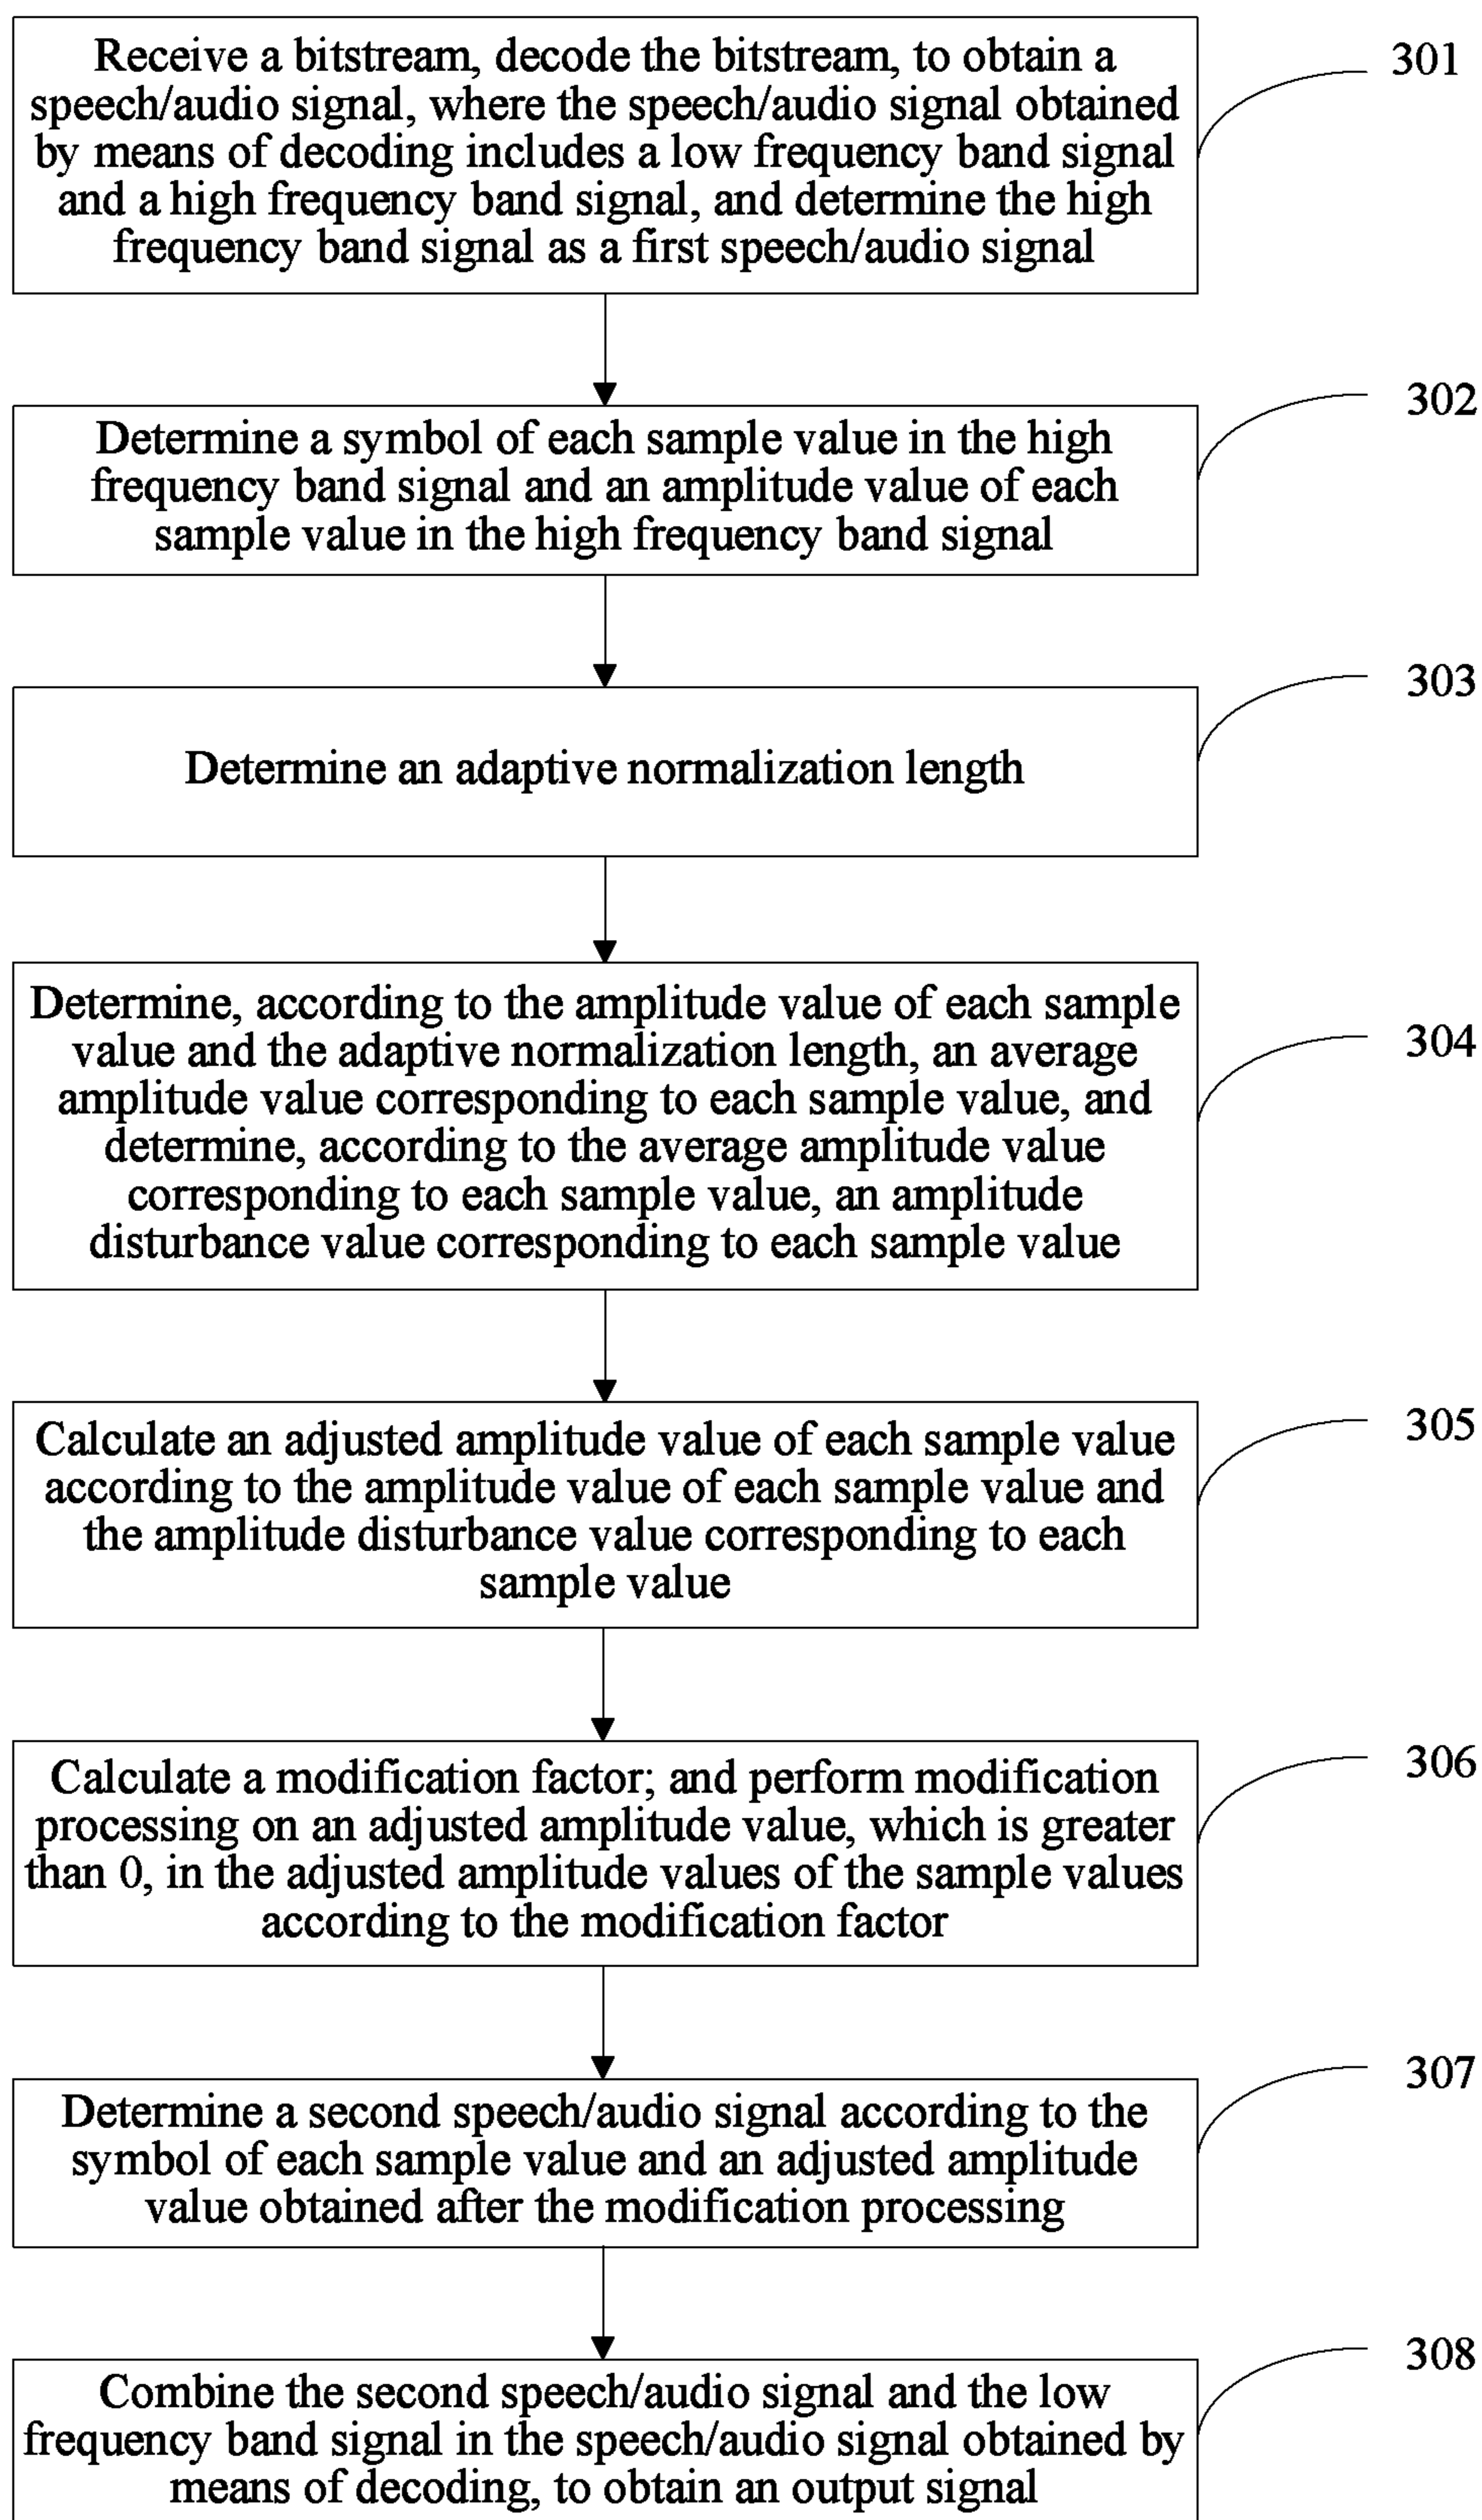 Receive a bitstream, decode the bitstream, to obtain a
speech/audio signal, where the speech/audio signal obtained
by means of decoding includes a low frequency band signal
and a high frequency band signal, and determine the high
frequency band signal as a first speech/audio signal
301
Determine a symbol of each sample value in the high
frequency band signal and an amplitude value of each
sample value in the high frequency band signal
302
Determine an adaptive normalization length
303
Determine, according to the amplitude value of each sample
value and the adaptive normalization length, an average
amplitude value corresponding to each sample value, and
determine, according to the average amplitude value
corresponding to each sample value, an amplitude
disturbance value corresponding to each sample value
304
Calculate an adjusted amplitude value of each sample value
according to the amplitude value of each sample value and
the amplitude disturbance value corresponding to each
sample value
305
Calculate a modification factor; and perform modification
processing on an adjusted amplitude value, which is greater
than 0, in the adjusted amplitude values of the sample values
according to the modification factor
306
Determine a second speech/audio signal according to the
symbol of each sample value and an adjusted amplitude
value obtained after the modification processing
307
Combine the second speech/audio signal and the low
frequency band signal in the speech/audio signal obtained by
means of decoding, to obtain an output signal
308